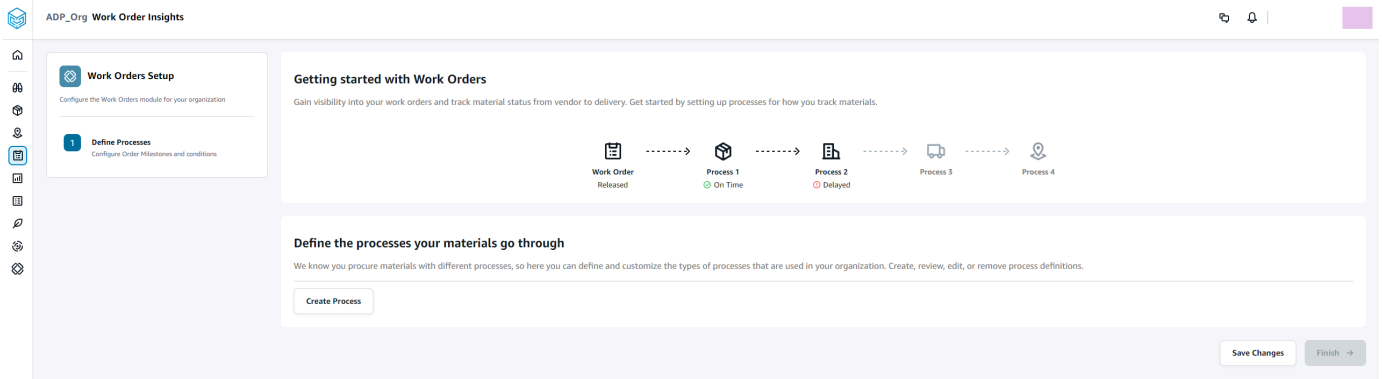 ADP_Org Work Order Insights
Work Orders Setup
Configure the Work Orders module for your organization
1
Define Processes
Configure Order Milestones and conditions
Getting started with Work Orders
Gain visibility into your work orders and track material status from vendor to delivery. Get started by setting up processes for how you track materials.
Work Order
Released
Process 1
On Time
Process 2
Delayed
Process 3
Process 4
Define the processes your materials go through
We know you procure materials with different processes, so here you can define and customize the types of processes that are used in your organization. Create, review, edit, or remove process definitions.
Create Process
Save Changes
Finish →